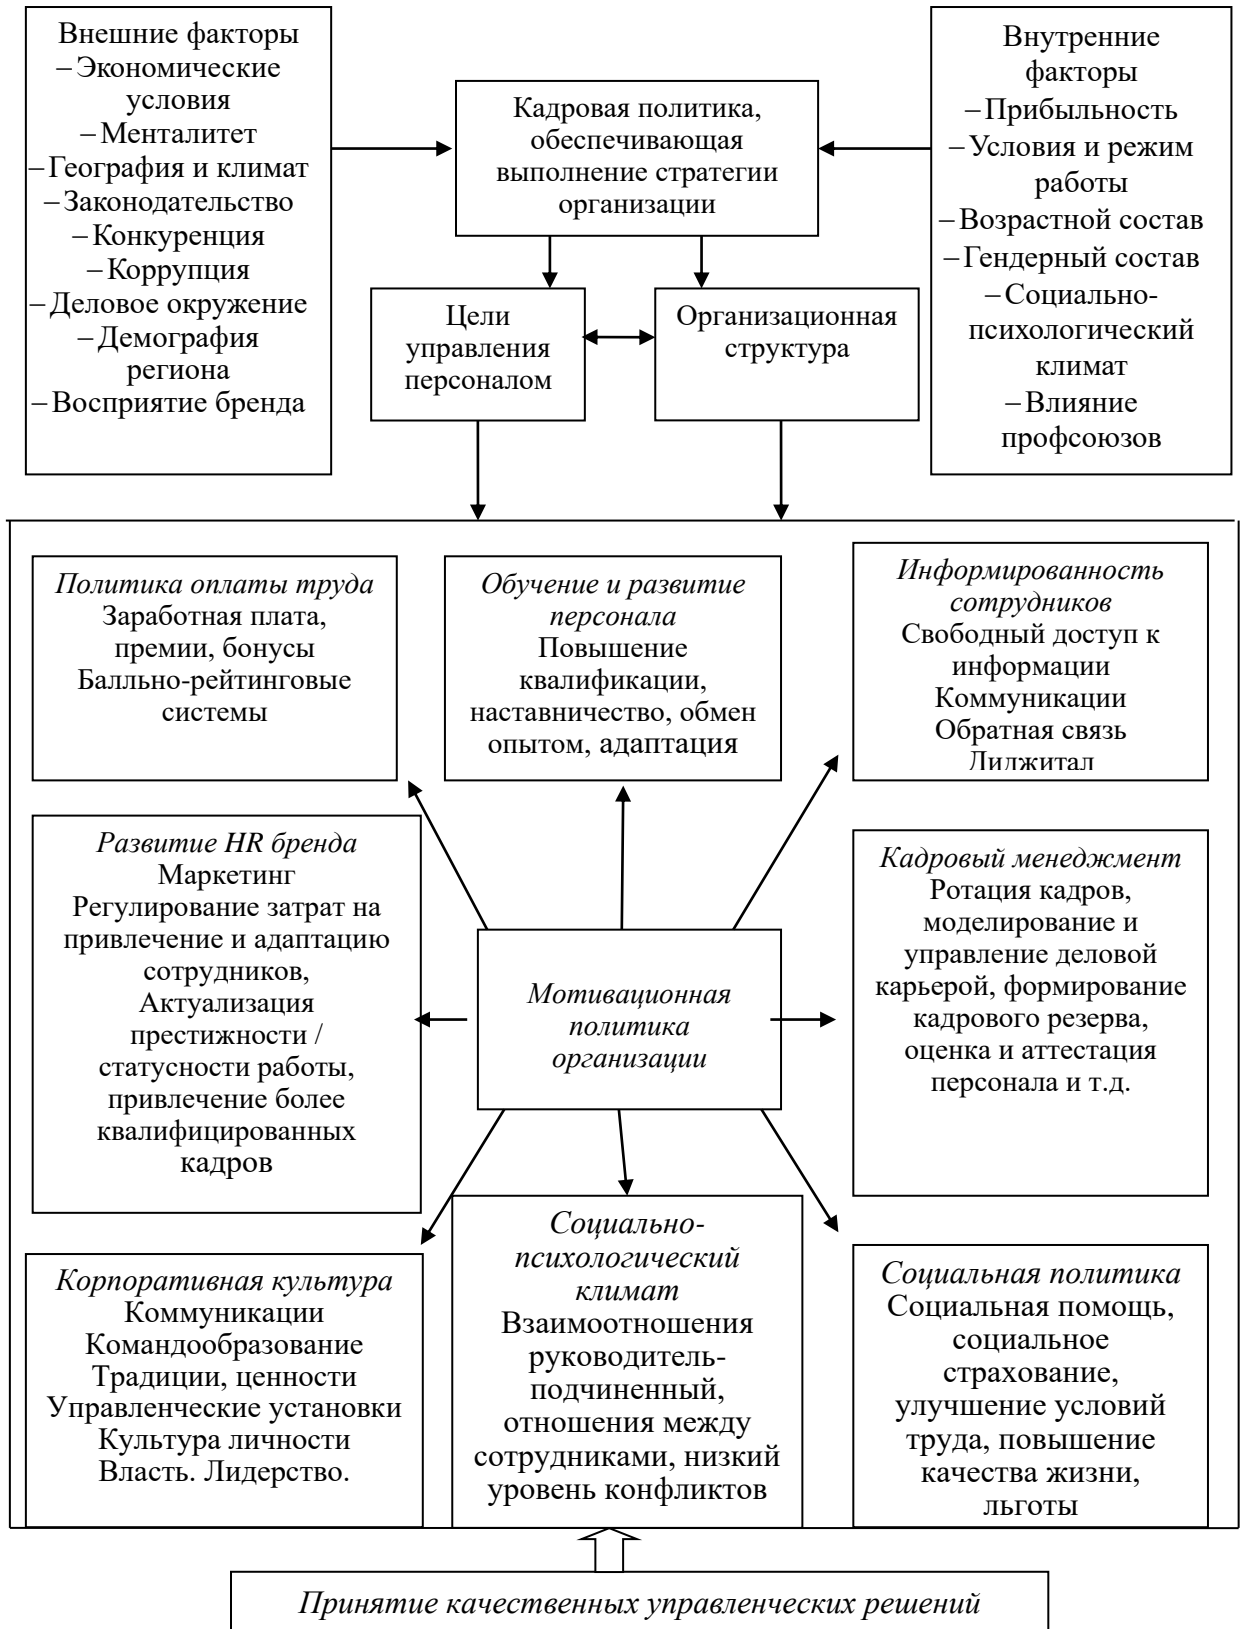 Внешние факторы
– Экономические
условия
– Менталитет
– География и климат
– Законодательство
– Конкуренция
– Коррупция
– Деловое окружение
– Демография
региона
– Восприятие бренда
Кадровая политика,
обеспечивающая
выполнение стратегии
организации
Внутренние
факторы
– Прибыльность
– Условия и режим
работы
– Возрастной состав
– Гендерный состав
– Социально-
психологический
климат
– Влияние
профсоюзов
Цели
управления
персоналом
Организационная
структура
Политика оплаты труда
Заработная плата,
премии, бонусы
Балльно-рейтинговые
системы
Обучение и развитие
персонала
Повышение
квалификации,
наставничество, обмен
опытом, адаптация
Информированность
сотрудников
Свободный доступ к
информации
Коммуникации
Обратная связь
Диджитал
Развитие HR бренда
Маркетинг
Регулирование затрат на
привлечение и адаптацию
сотрудников,
Актуализация
престижности /
статусности работы,
привлечение более
квалифицированных
кадров
Мотивационная
политика
организации
Кадровый менеджмент
Ротация кадров,
моделирование и
управление деловой
карьерой, формирование
кадрового резерва,
оценка и аттестация
персонала и т.д.
Корпоративная культура
Коммуникации
Командообразование
Традиции, ценности
Управленческие установки
Культура личности
Власть. Лидерство.
Социально-
психологический
климат
Взаимоотношения
руководитель-
подчиненный,
отношения между
сотрудниками, низкий
уровень конфликтов
Социальная политика
Социальная помощь,
социальное
страхование,
улучшение условий
труда, повышение
качества жизни,
льготы
Принятие качественных управленческих решений